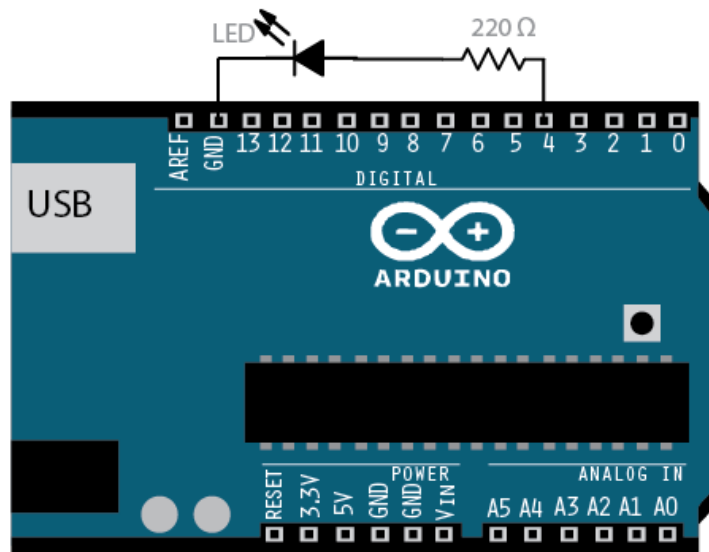 LED 220 Ω
AREF GND 13 12 11 10 9 8 7 6 5 4 3 2 1 0
DIGITAL
USB
- +
ARDUINO
POWER ANALOG IN
RESET 3.3V 5V GND GND VIN A5 A4 A3 A2 A1 A0